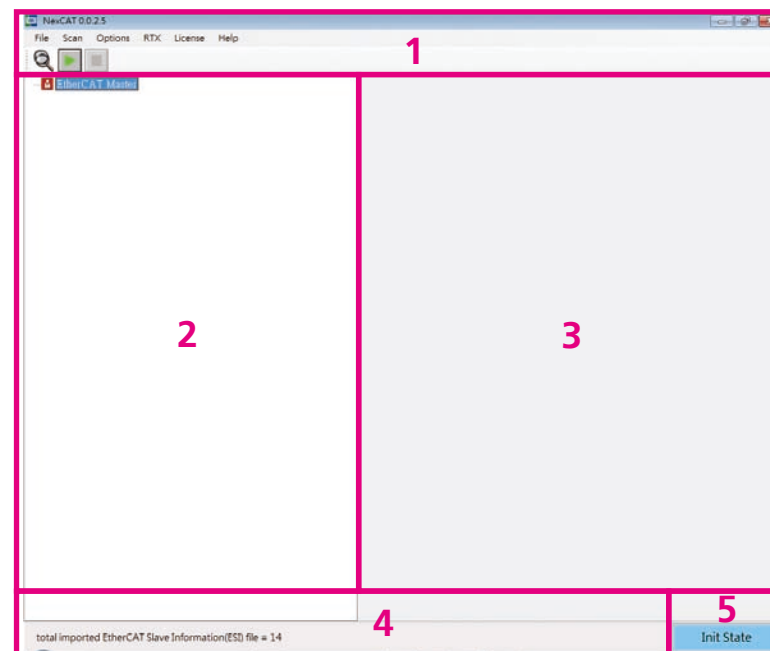 NexCAT 0.0.2.5
File Scan Options RTX License Help
1
EtherCAT Master
2
3
4
5
total imported EtherCAT Slave Information(ESI) file = 14
Init State